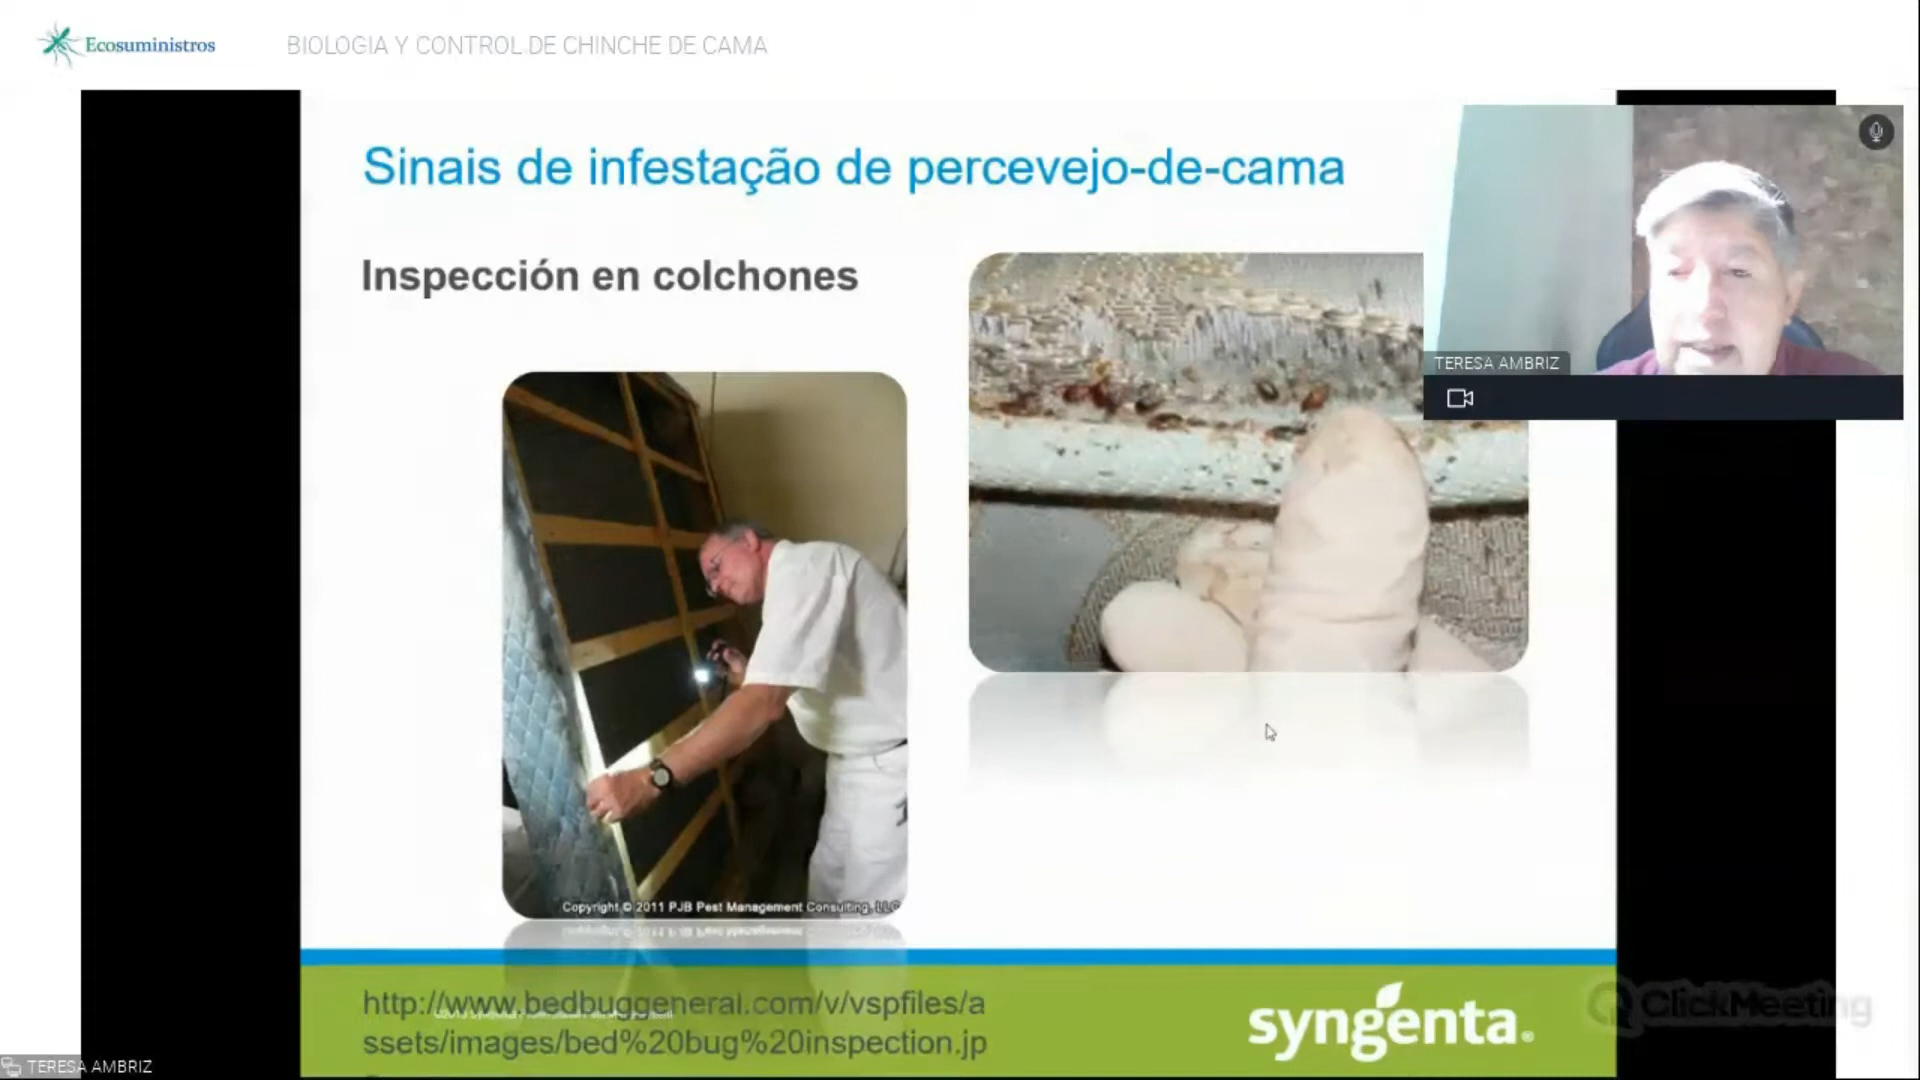 Ecosuministros
BIOLOGIA Y CONTROL DE CHINCHE DE CAMA
Sinais de infestação de percevejo-de-cama
Inspección en colchones
TERESA AMBRIZ
Copyright © 2011 PJB Pest Management Consulting, LLC
http://www.bedbuggeneral.com/v/vspfiles/a
ssets/images/bed%20bug%20inspection.jp
syngenta
ClickMeeting
TERESA AMBRIZ